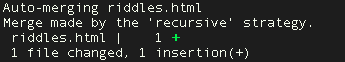 Auto-merging riddles.html
Merge made by the 'recursive' strategy.
 riddles.html |    1 +
 1 file changed, 1 insertion(+)